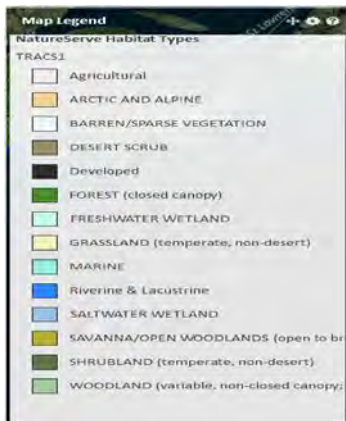 Map Legend
NatureServe Habitat Types
TRACS1
Agricultural
ARCTIC AND ALPINE
BARREN/SPARSE VEGETATION
DESERT SCRUB
Developed
FOREST (closed canopy)
FRESHWATER WETLAND
GRASSLAND (temperate, non-desert)
MARINE
Riverine & Lacustrine
SALTWATER WETLAND
SAVANNA/OPEN WOODLANDS (open to br
SHRUBLAND (temperate, non-desert)
WOODLAND (variable, non-closed canopy;